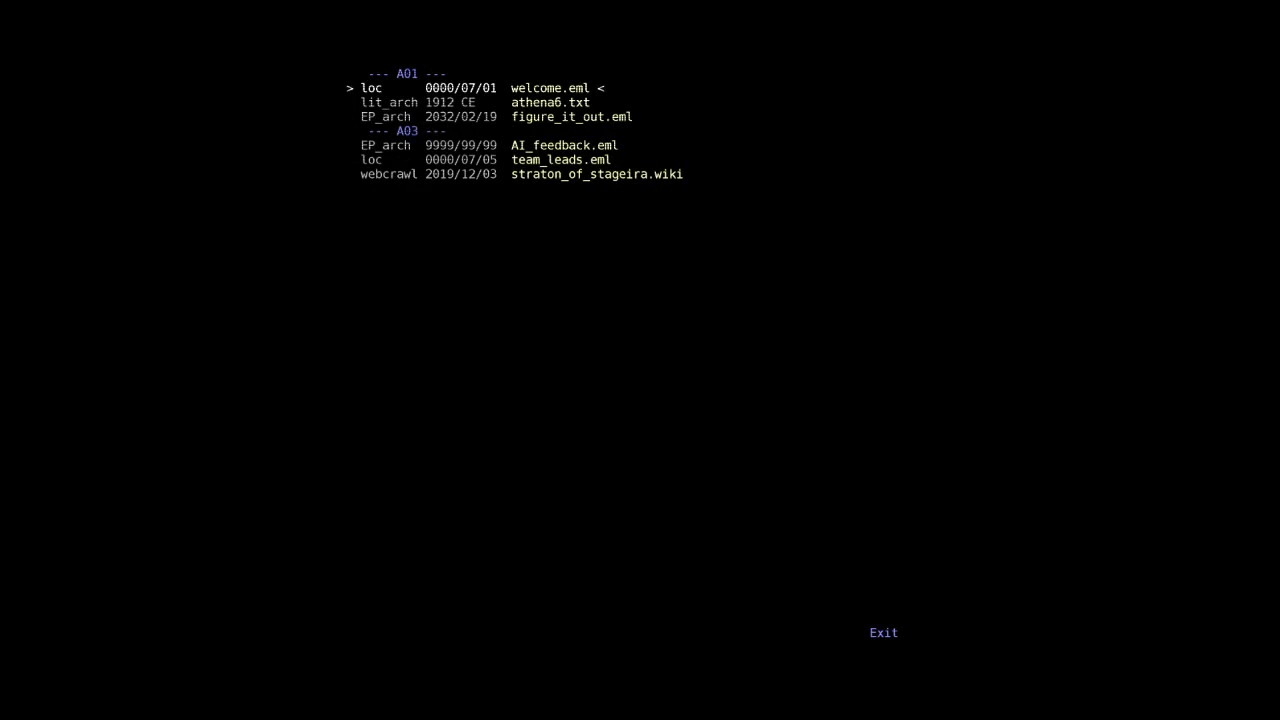 --- A01 ---
> loc 0000/07/01 welcome.eml <
lit_arch 1912 CE athena6.txt
EP_arch 2032/02/19 figure_it_out.eml
--- A03 ---
EP_arch 9999/99/99 AI_feedback.eml
loc 0000/07/05 team_leads.eml
webcrawl 2019/12/03 straton_of_stageira.wiki
Exit